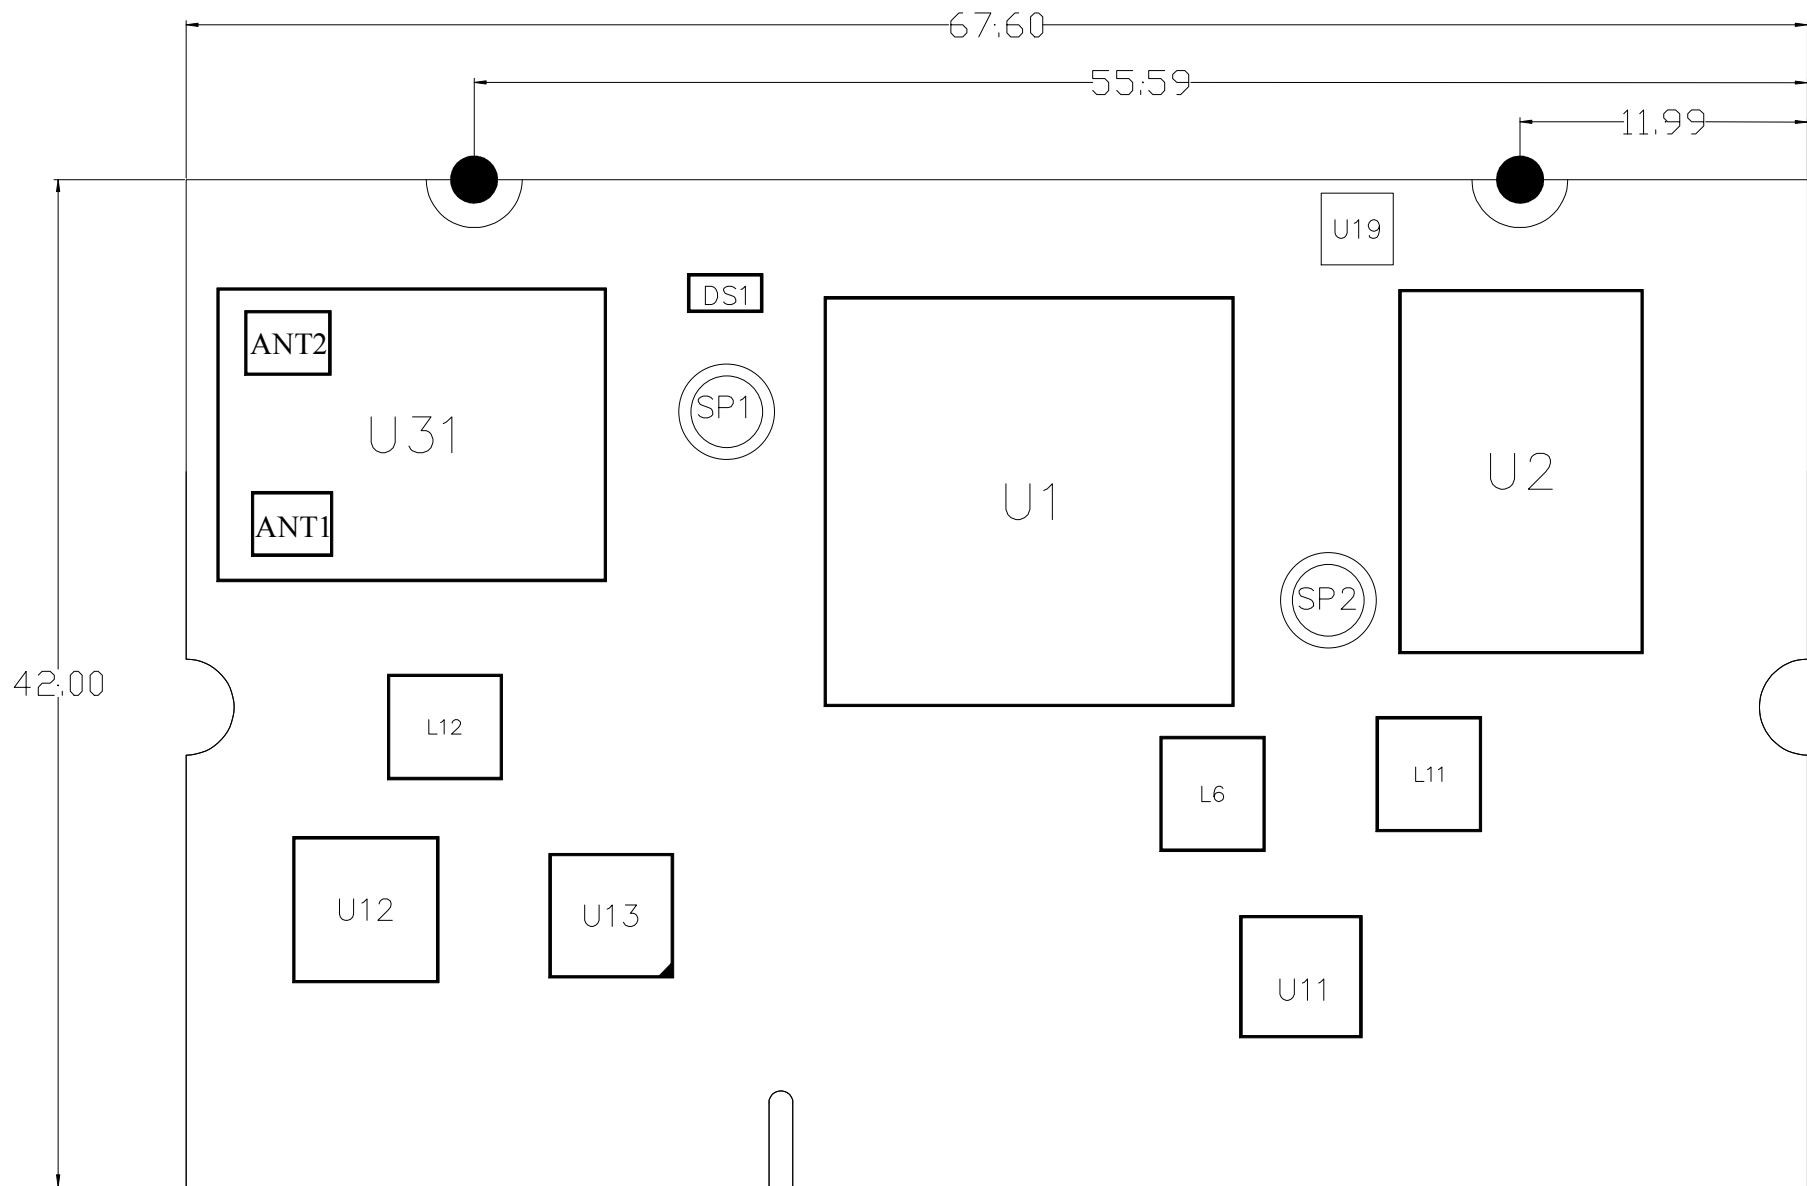 67.60
55.59
11.99
U19
DS1
ANT2
SP1
U31
U2
U1
ANT1
SP2
42.00
L12
L11
L6
U12
U13
U11